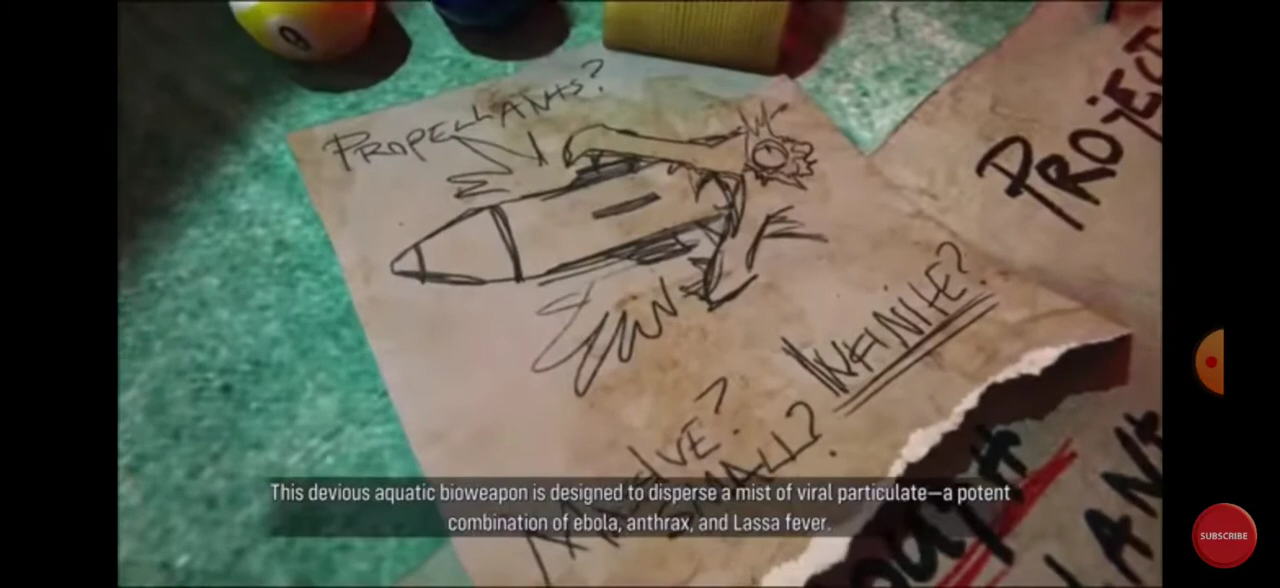 PROPELLANTS?
PROJECT
INFINITE?
MASSIVE?
SMALL?
This devious aquatic bioweapon is designed to disperse a mist of viral particulate—a potent
combination of ebola, anthrax, and Lassa fever.
SUBSCRIBE